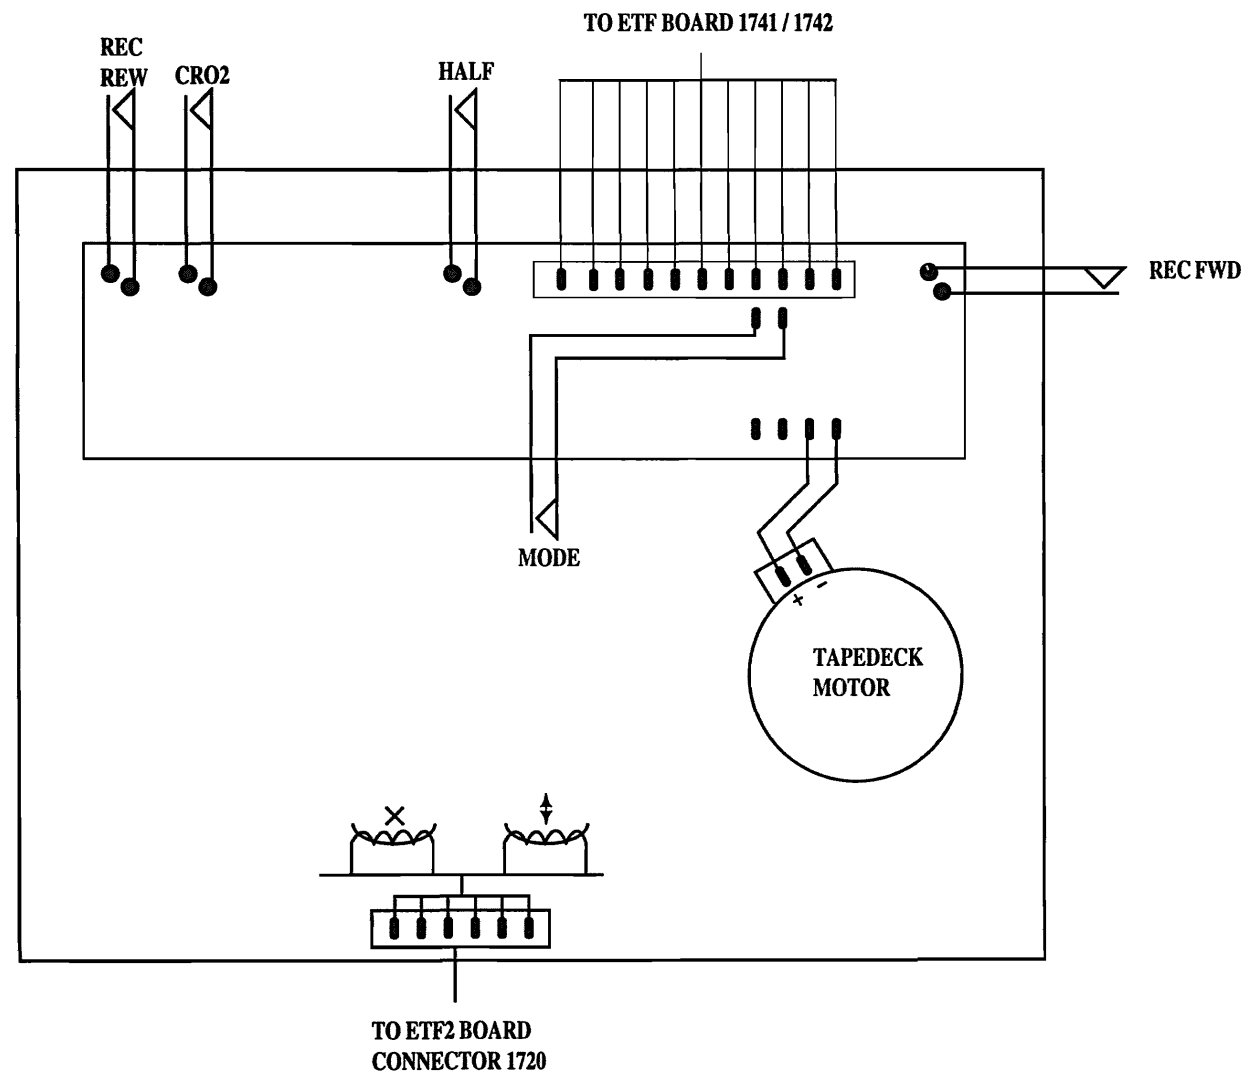 TO ETF BOARD 1741 / 1742
REC
REW
CRO2
HALF
REC FWD
MODE
+ -
TAPEDECK
MOTOR
TO ETF2 BOARD
CONNECTOR 1720